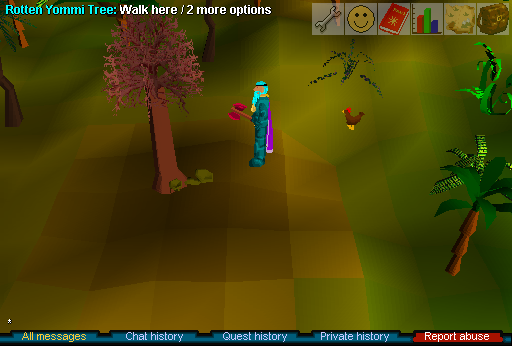 Rotten Yommi Tree: Walk here / 2 more options
*
All messages
Chat history
Quest history
Private history
Report abuse